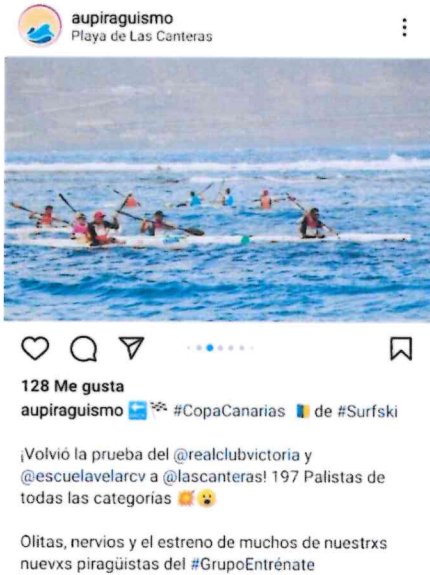 aupiraguismo
Playa de Las Canteras
128 Me gusta
aupiraguismo 🔙🏁 #CopaCanarias 🇮🇨 de #Surfski
¡Volvió la prueba del @realclubvictoria y
@escuelavelarcv a @lascanteras! 197 Palistas de
todas las categorías 💥😮
Olitas, nervios y el estreno de muchos de nuestrxs
nuevxs piragüistas del #GrupoEntrénate